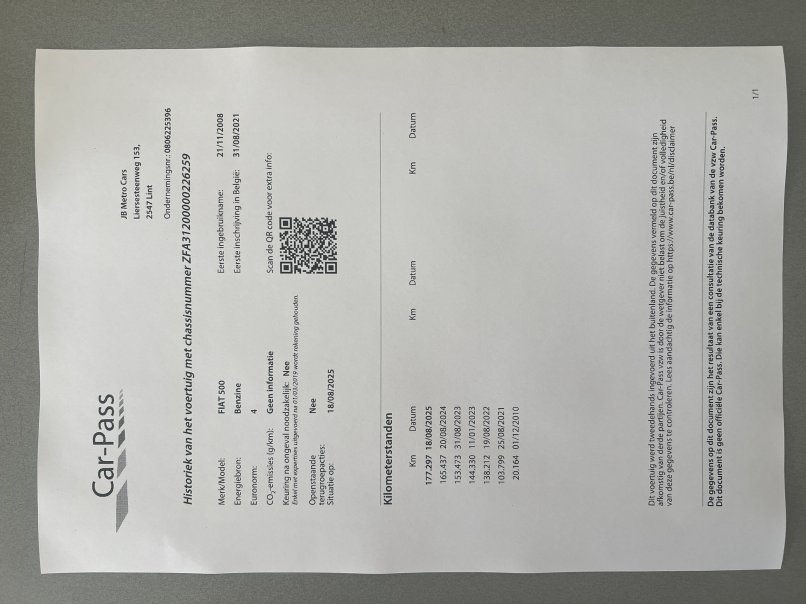 Car-Pass
JB Metro Cars
Liersesteenweg 153,
2547 Lint
Ondernemingsnr.: 0806225396
Historiek van het voertuig met chassisnummer ZFA31200000226259
Merk/Model: FIAT 500
Eerste ingebruikname: 21/11/2008
Energiebron: Benzine
Eerste inschrijving in België: 31/08/2021
Euronorm: 4
CO₂-emissies (g/km): Geen informatie
Scan de QR code voor extra info:
Keuring na ongeval noodzakelijk: Nee
Enkel met expertises uitgevoerd na 01/03/2019 wordt rekening gehouden.
Openstaande Nee
terugroepacties:
Situatie op: 18/08/2025
Kilometerstanden
Km Datum Km Datum Km Datum
177.297 18/08/2025
165.437 20/08/2024
153.473 31/08/2023
144.330 11/01/2023
138.212 19/08/2022
103.799 25/08/2021
20.164 01/12/2010
Dit voertuig werd tweedehands ingevoerd uit het buitenland. De gegevens vermeld op dit document zijn
afkomstig van derde partijen. Car-Pass vzw is door de wetgever niet belast om de juistheid en/of volledigheid
van deze gegevens te controleren. Lees aandachtig de informatie op https://www.car-pass.be/nl/disclaimer
De gegevens op dit document zijn het resultaat van een consultatie van de databank van de vzw Car-Pass.
Dit document is geen officiële Car-Pass. Die kan enkel bij de technische keuring bekomen worden.
1/1